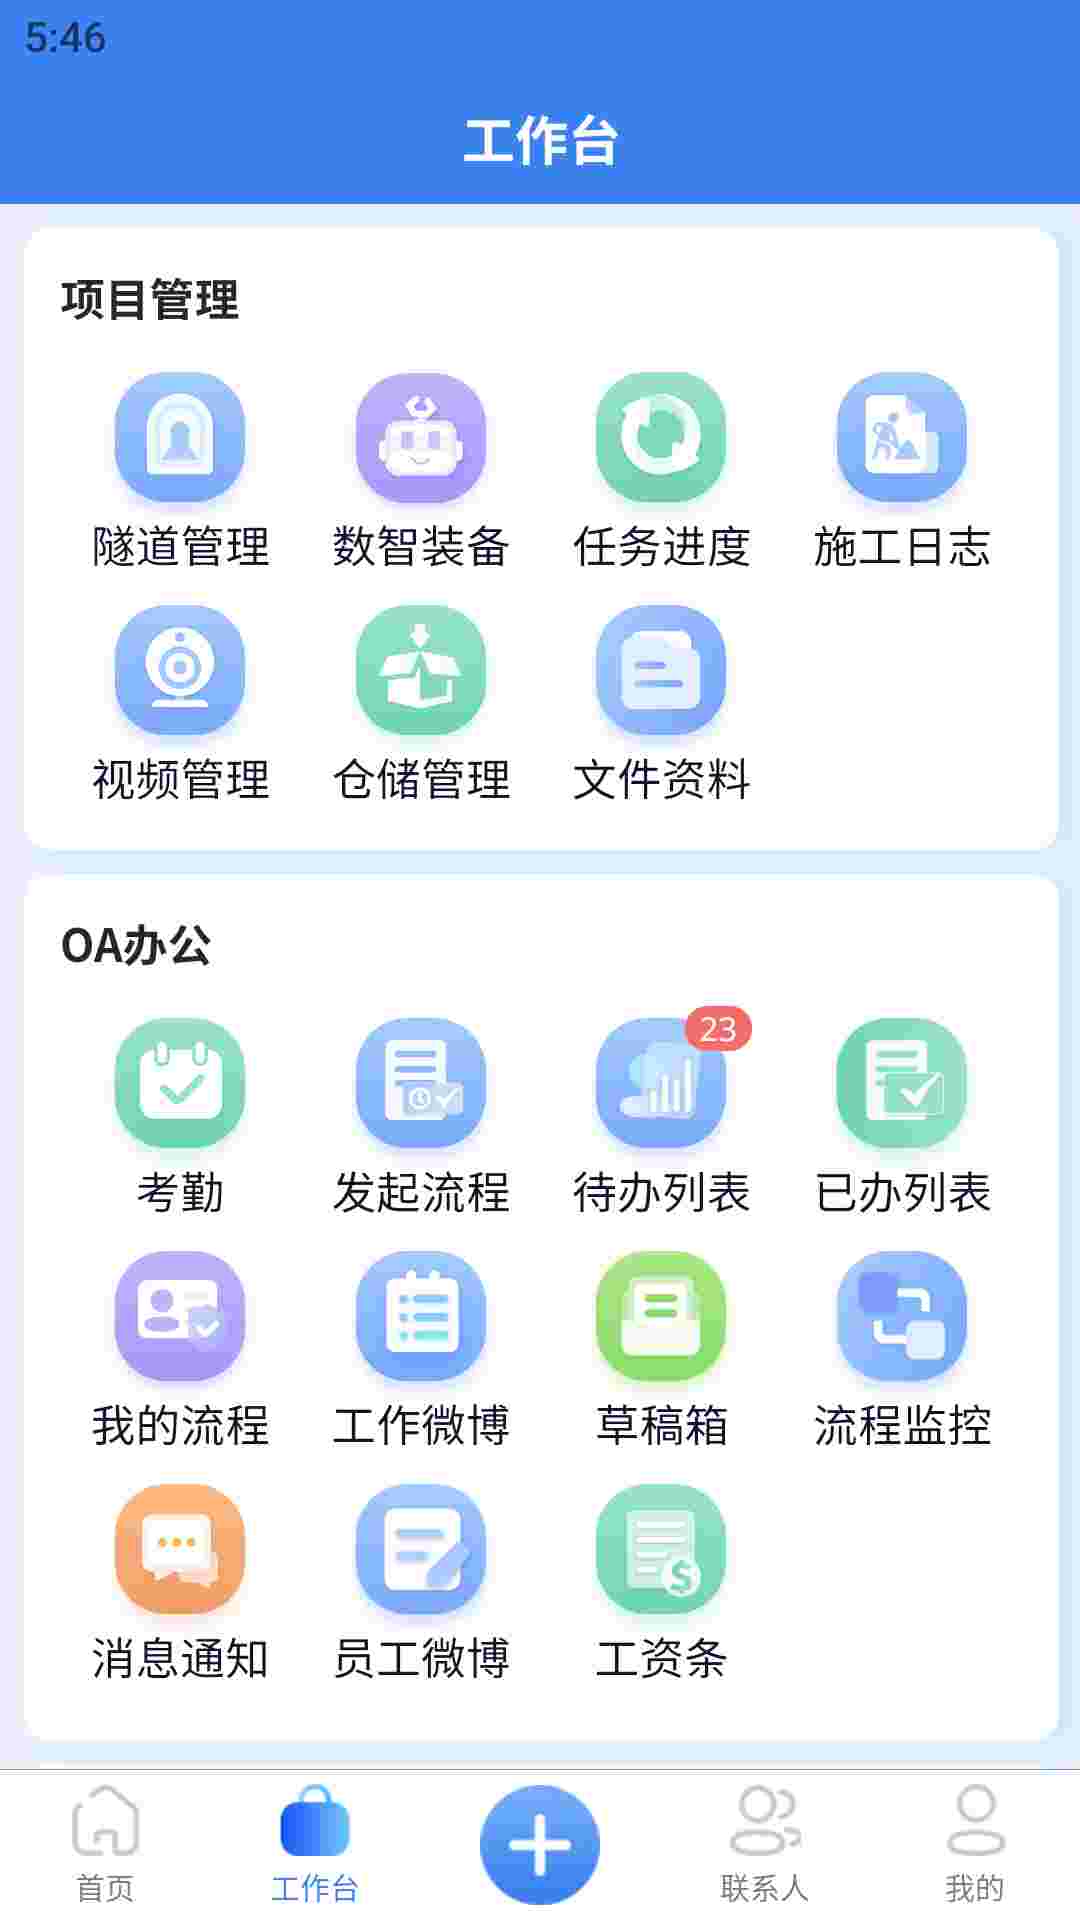 5:46
工作台
项目管理
隧道管理 数智装备 任务进度 施工日志
视频管理 仓储管理 文件资料
OA办公
23
考勤 发起流程 待办列表 已办列表
我的流程 工作微博 草稿箱 流程监控
消息通知 员工微博 工资条
首页 工作台 联系人 我的